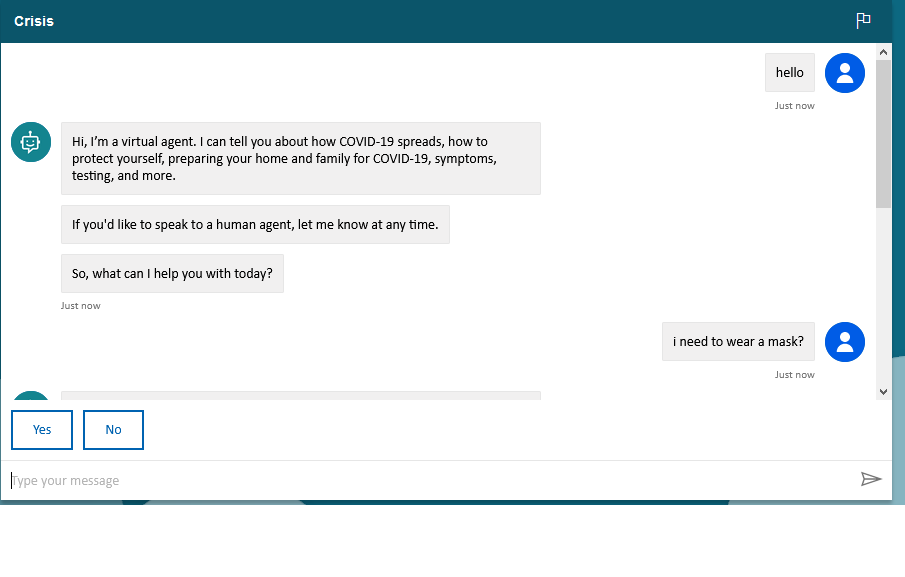 Crisis
hello
Just now
Hi, I’m a virtual agent. I can tell you about how COVID-19 spreads, how to
protect yourself, preparing your home and family for COVID-19, symptoms,
testing, and more.
If you'd like to speak to a human agent, let me know at any time.
So, what can I help you with today?
Just now
i need to wear a mask?
Just now
Yes
No
Type your message